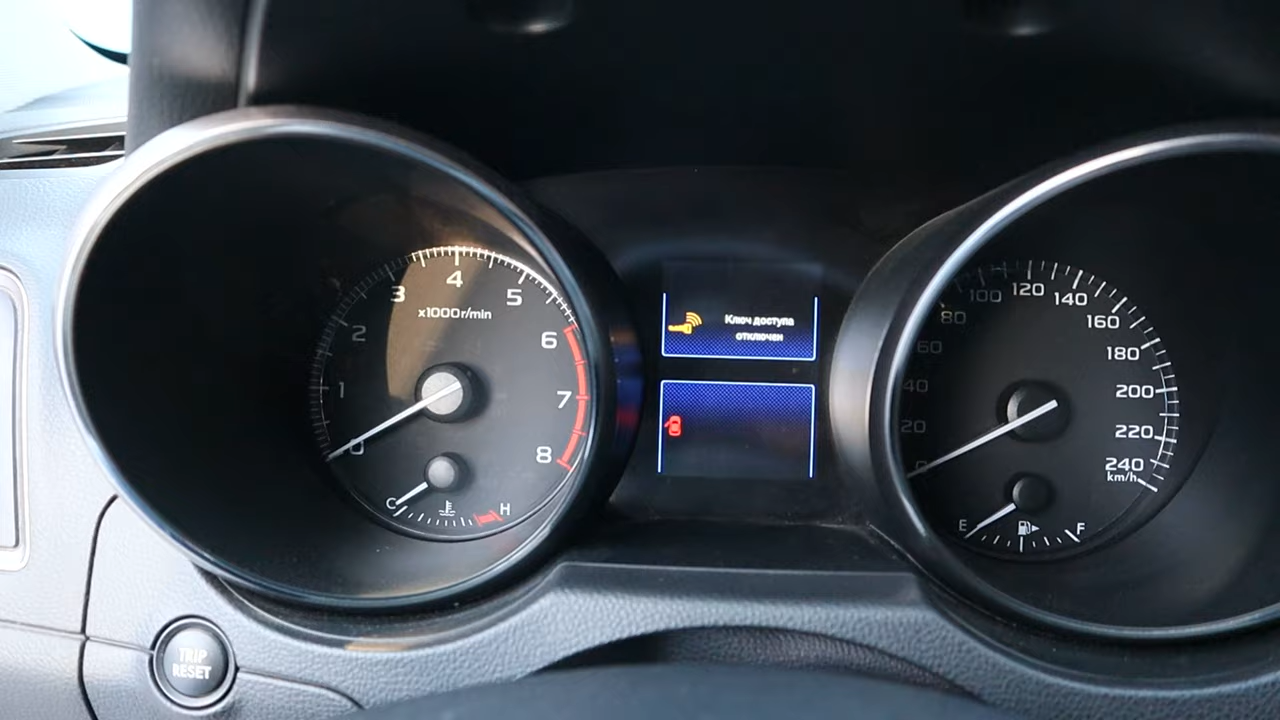 0
1
2
3
4
5
6
7
8
x1000r/min
C
H
Ключ доступа
отключен
20
40
60
80
100
120
140
160
180
200
220
240
km/h
E
F
TRIP
RESET